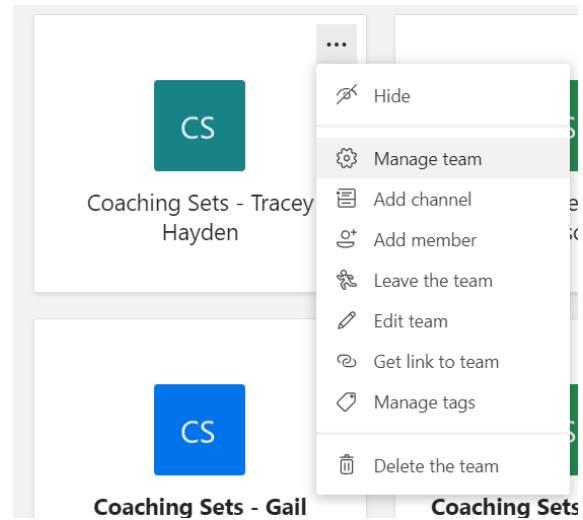 CS
Coaching Sets - Tracey
Hayden
Hide
Manage team
Add channel
Add member
Leave the team
Edit team
Get link to team
Manage tags
Delete the team
CS
Coaching Sets - Gail
Coaching Sets